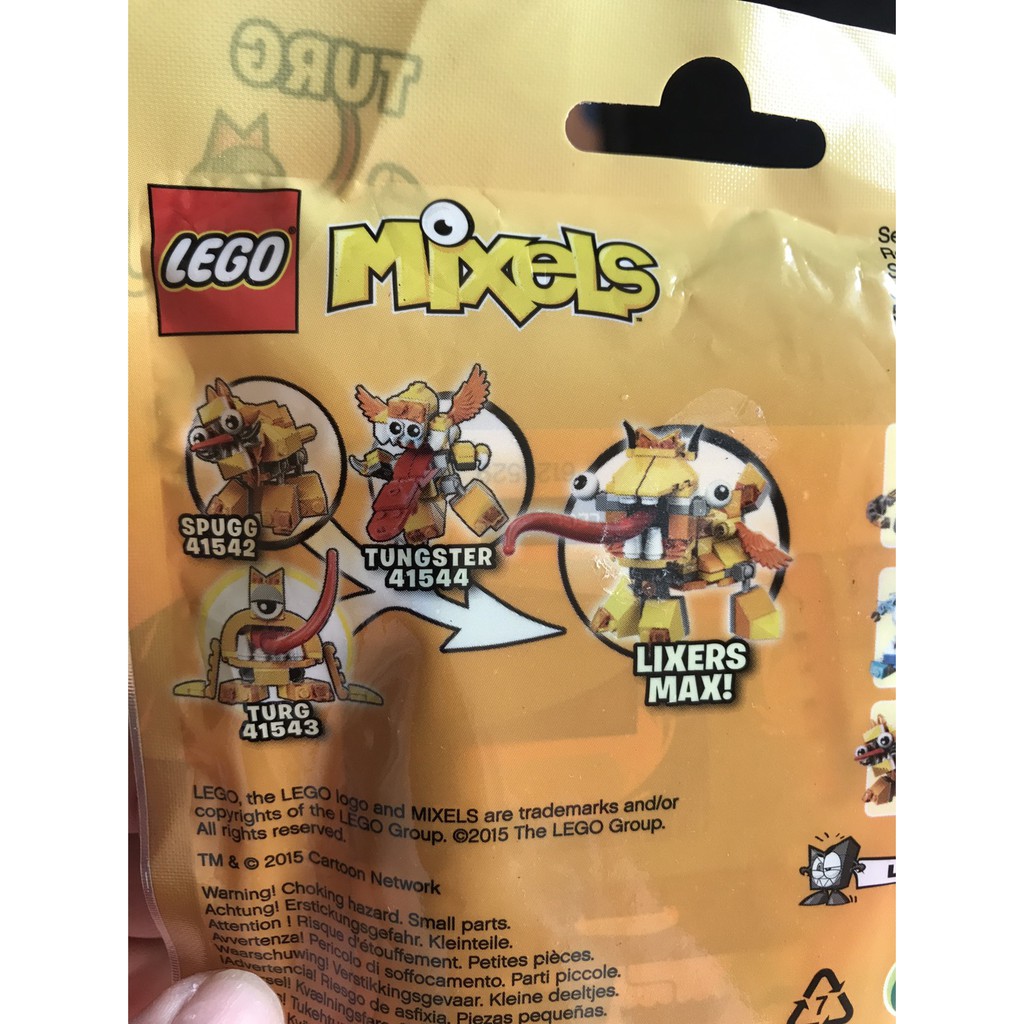 TURG
LEGO
MiXELS
SPUGG
41542
TUNGSTER
41544
TURG
41543
LIXERS
MAX!
LEGO, the LEGO logo and MIXELS are trademarks and/or
copyrights of the LEGO Group. ©2015 The LEGO Group.
All rights reserved.
TM & © 2015 Cartoon Network
Warning! Choking hazard. Small parts.
Achtung! Erstickungsgefahr. Kleinteile.
Attention ! Risque d'étouffement. Petites pièces.
Avvertenza! Pericolo di soffocamento. Parti piccole.
Waarschuwing! Verstikkingsgevaar. Kleine deeltjes.
¡Advertencia! Riesgo de asfixia. Piezas pequeñas.
Kvælningsfare.
7